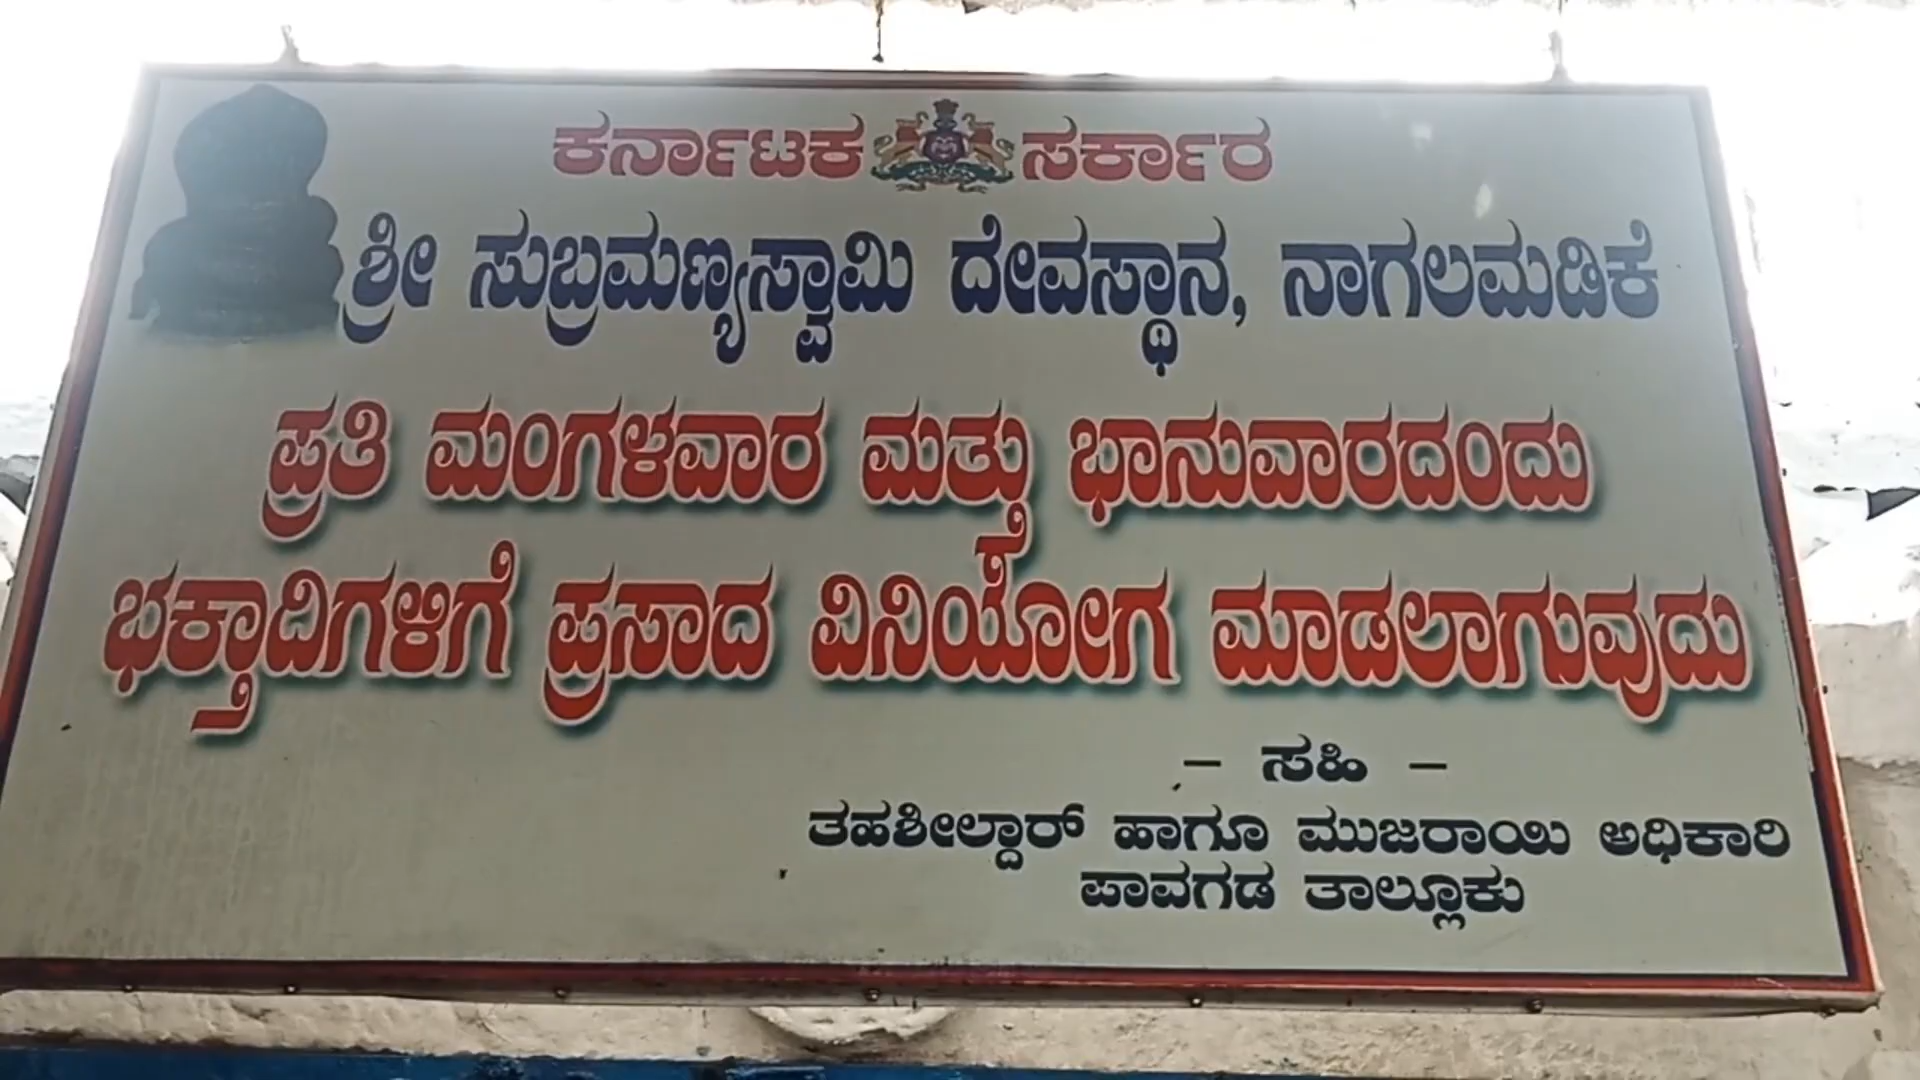 ಕರ್ನಾಟಕ ಸರ್ಕಾರ
ಶ್ರೀ ಸುಬ್ರಮಣ್ಯಸ್ವಾಮಿ ದೇವಸ್ಥಾನ, ನಾಗಲಮಡಿಕೆ
ಪ್ರತಿ ಮಂಗಳವಾರ ಮತ್ತು ಭಾನುವಾರದಂದು
ಭಕ್ತಾದಿಗಳಿಗೆ ಪ್ರಸಾದ ವಿನಿಯೋಗ ಮಾಡಲಾಗುವುದು
– ಸಹಿ –
ತಹಶೀಲ್ದಾರ್ ಹಾಗೂ ಮುಜರಾಯಿ ಅಧಿಕಾರಿ
ಪಾವಗಡ ತಾಲ್ಲೂಕು